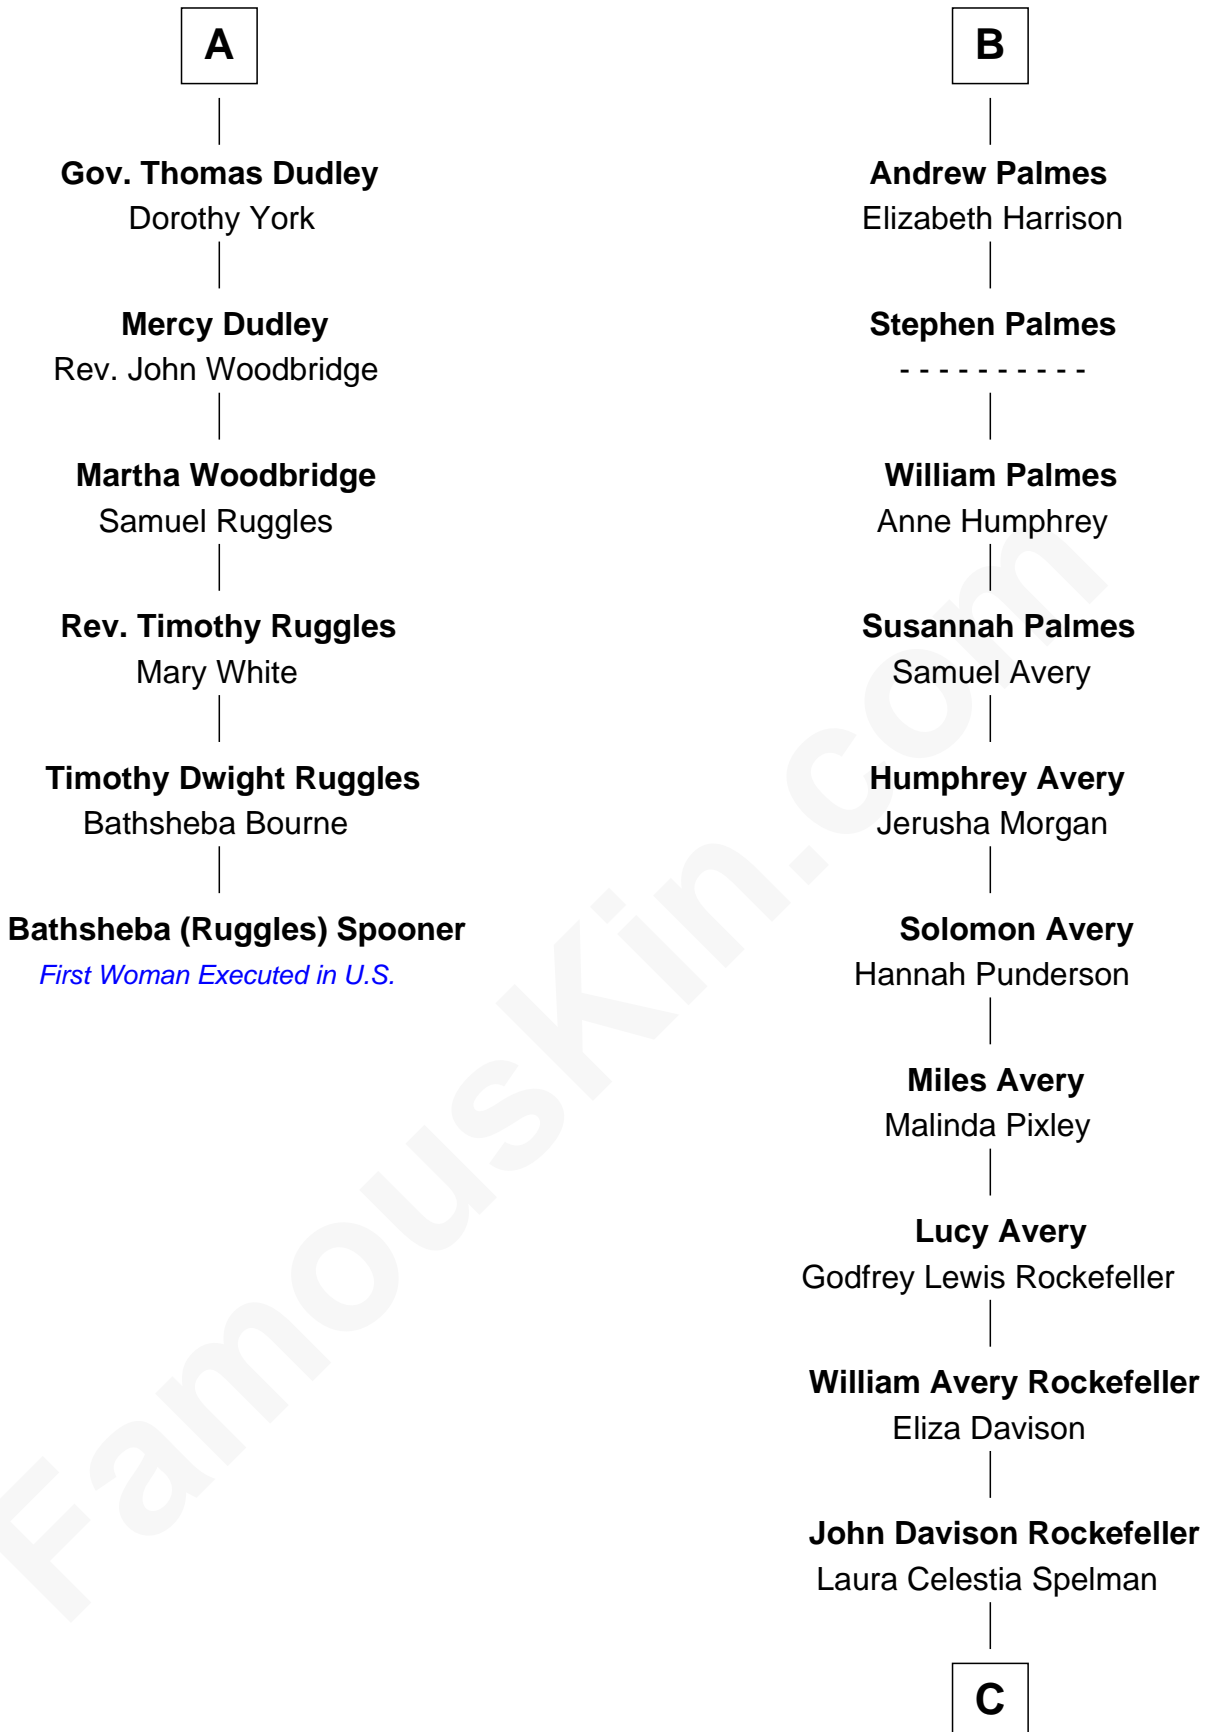 A
Gov. Thomas Dudley
Dorothy York
Mercy Dudley
Rev. John Woodbridge
Martha Woodbridge
Samuel Ruggles
Rev. Timothy Ruggles
Mary White
Timothy Dwight Ruggles
Bathsheba Bourne
Bathsheba (Ruggles) Spooner
First Woman Executed in U.S.
B
Andrew Palmes
Elizabeth Harrison
Stephen Palmes
- - - - - - - - - -
William Palmes
Anne Humphrey
Susannah Palmes
Samuel Avery
Humphrey Avery
Jerusha Morgan
Solomon Avery
Hannah Punderson
Miles Avery
Malinda Pixley
Lucy Avery
Godfrey Lewis Rockefeller
William Avery Rockefeller
Eliza Davison
John Davison Rockefeller
Laura Celestia Spelman
C
FamousKin.com